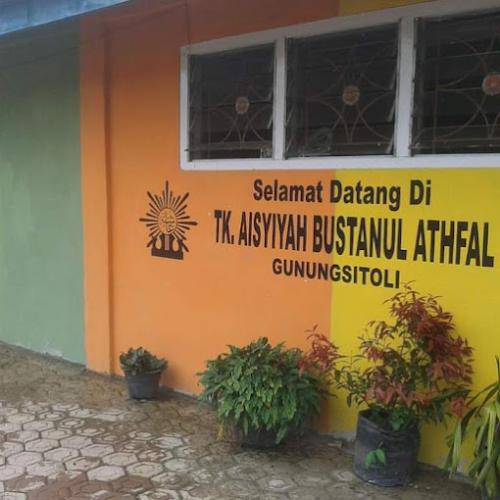 Selamat Datang Di
TK. AISYIYAH BUSTANUL ATHFAL
GUNUNGSITOLI